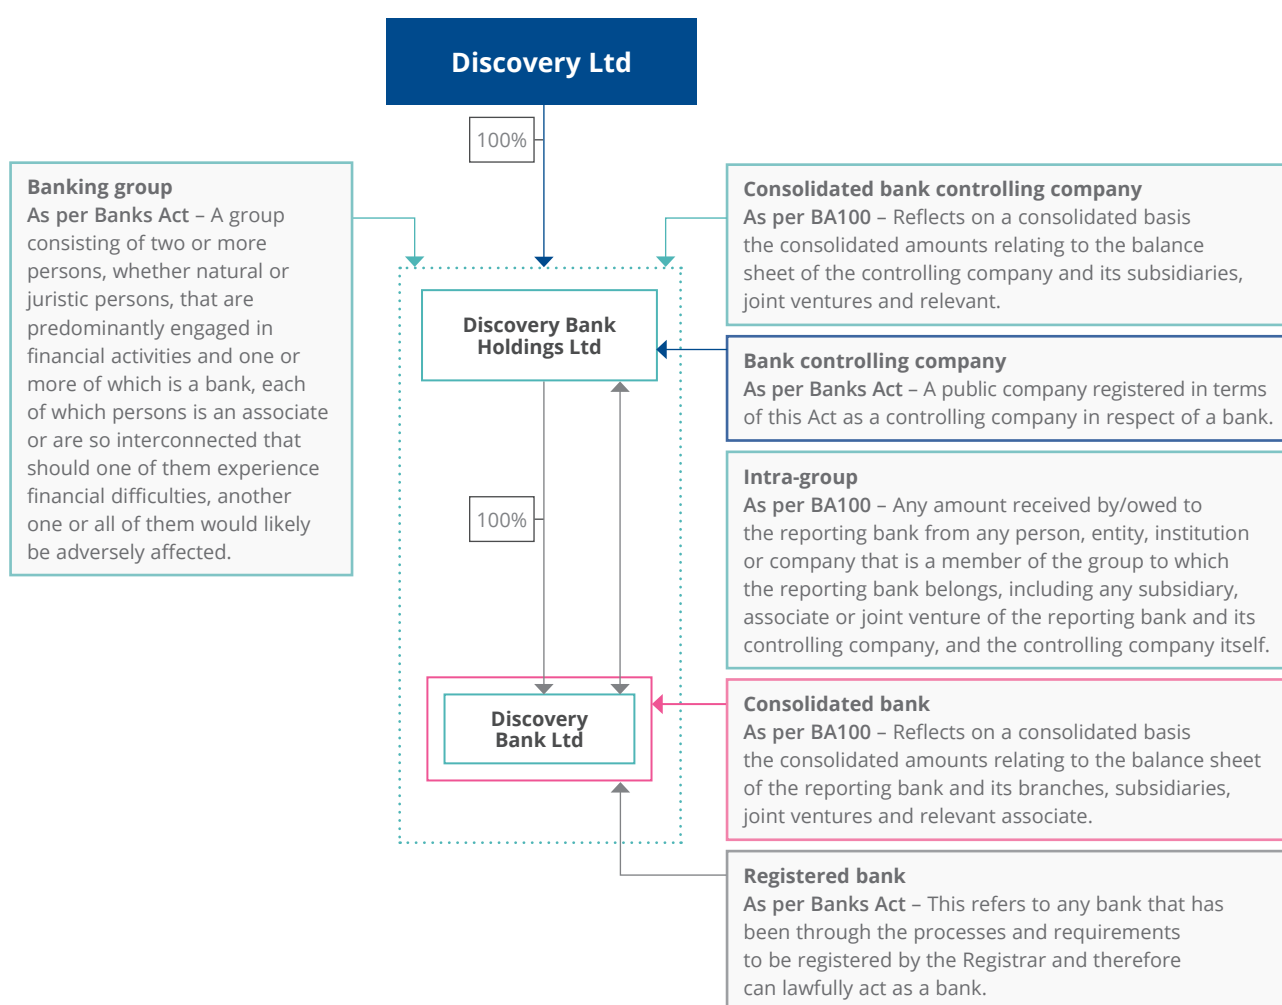 Discovery Ltd
100%
Banking group
As per Banks Act – A group
consisting of two or more
persons, whether natural or
juristic persons, that are
predominantly engaged in
financial activities and one or
more of which is a bank, each
of which persons is an associate
or are so interconnected that
should one of them experience
financial difficulties, another
one or all of them would likely
be adversely affected.
Discovery Bank
Holdings Ltd
100%
Discovery
Bank Ltd
Consolidated bank controlling company
As per BA100 – Reflects on a consolidated basis
the consolidated amounts relating to the balance
sheet of the controlling company and its subsidiaries,
joint ventures and relevant.
Bank controlling company
As per Banks Act – A public company registered in terms
of this Act as a controlling company in respect of a bank.
Intra-group
As per BA100 – Any amount received by/owed to
the reporting bank from any person, entity, institution
or company that is a member of the group to which
the reporting bank belongs, including any subsidiary,
associate or joint venture of the reporting bank and its
controlling company, and the controlling company itself.
Consolidated bank
As per BA100 – Reflects on a consolidated basis
the consolidated amounts relating to the balance sheet
of the reporting bank and its branches, subsidiaries,
joint ventures and relevant associate.
Registered bank
As per Banks Act – This refers to any bank that has
been through the processes and requirements
to be registered by the Registrar and therefore
can lawfully act as a bank.